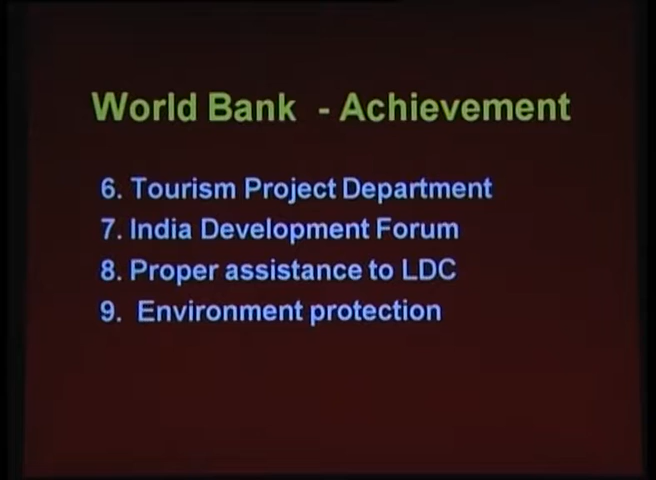 World Bank - Achievement
6. Tourism Project Department
7. India Development Forum
8. Proper assistance to LDC
9. Environment protection